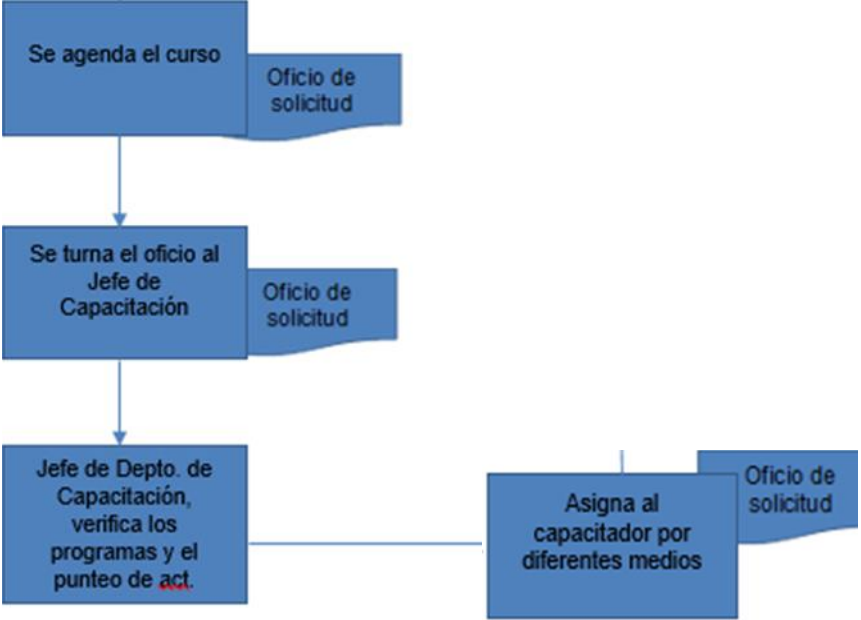 Se agenda el curso
Oficio de
solicitud
Se turna el oficio al
Jefe de
Capacitación
Oficio de
solicitud
Jefe de Depto. de
Capacitación,
verifica los
programas y el
punteo de act.
Asigna al
capacitador por
diferentes medios
Oficio de
solicitud